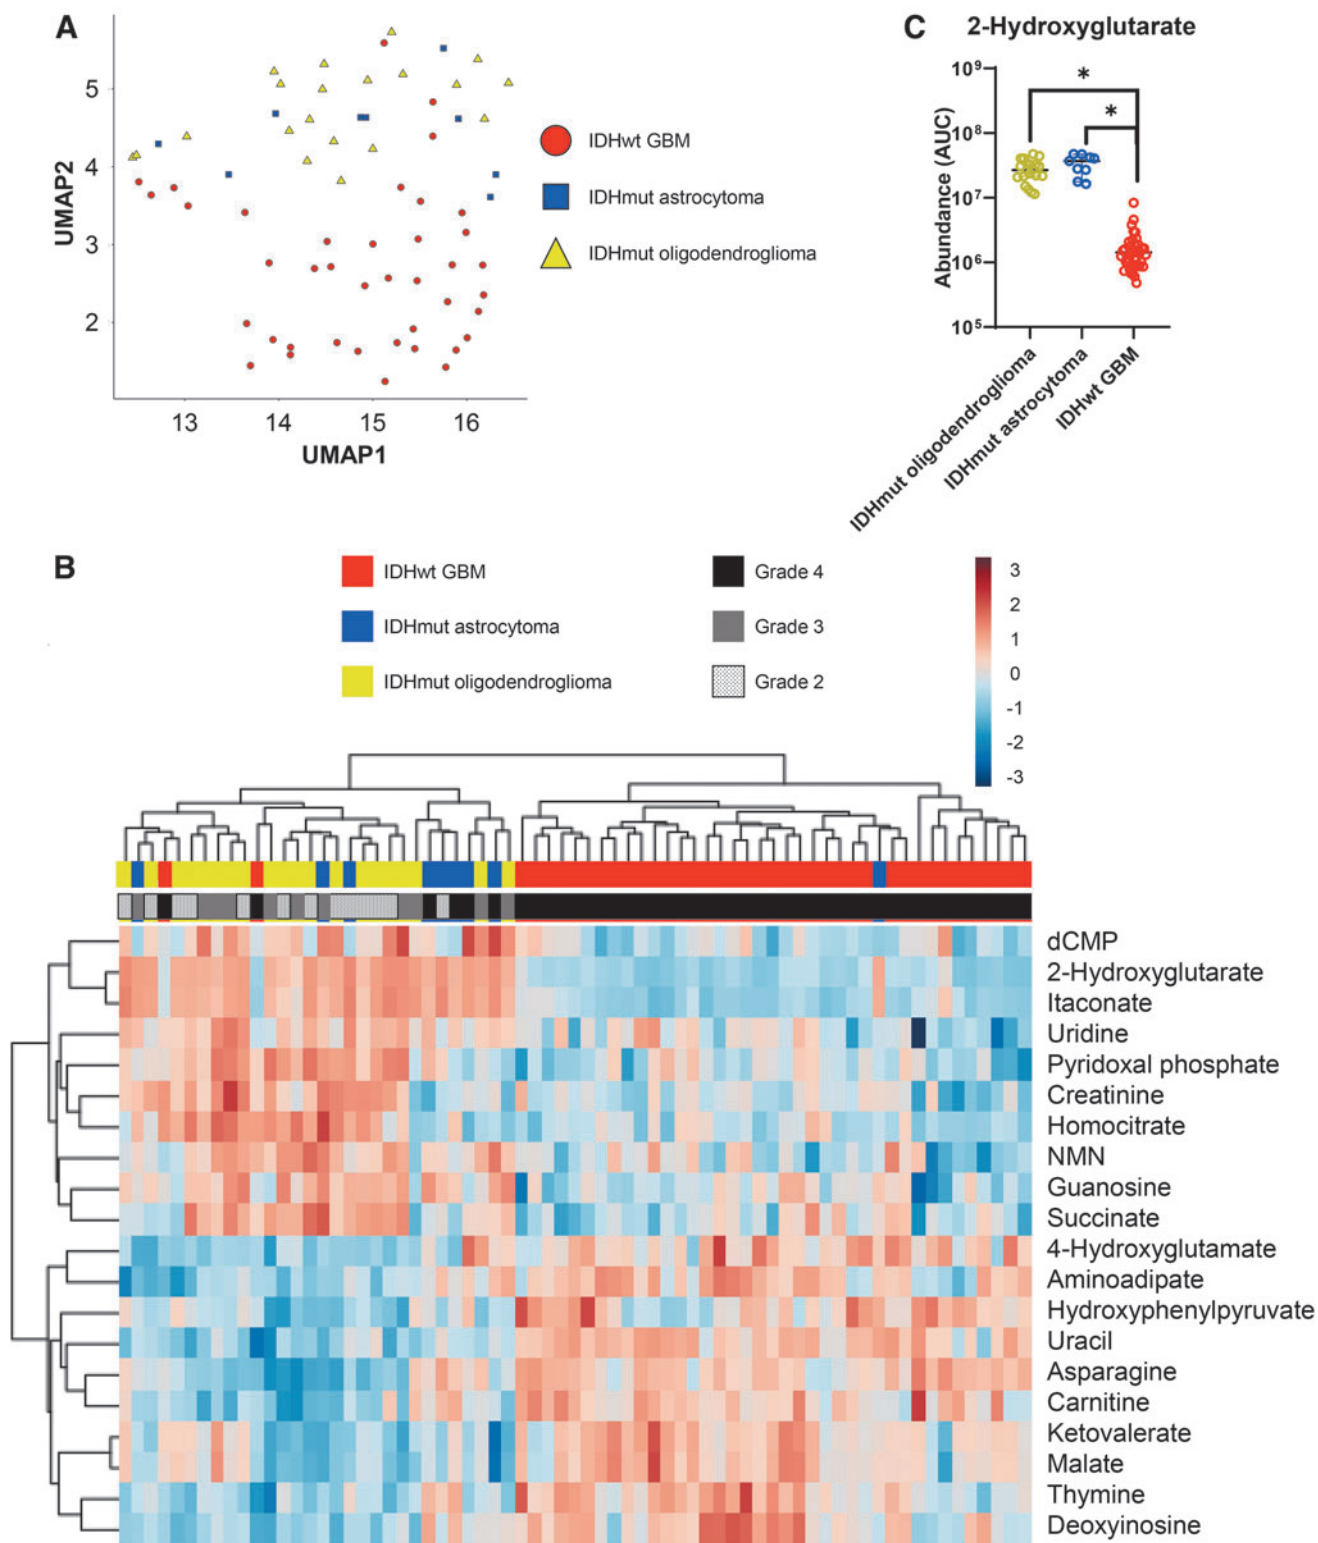 A
5
4
3
2
UMAP2
13 14 15 16
UMAP1
IDHwt GBM
IDHmut astrocytoma
IDHmut oligodendroglioma
C
2-Hydroxyglutarate
*
*
10⁹
10⁸
10⁷
10⁶
10⁵
Abundance (AUC)
IDHmut oligodendroglioma
IDHmut astrocytoma
IDHwt GBM
B
IDHwt GBM
IDHmut astrocytoma
IDHmut oligodendroglioma
Grade 4
Grade 3
Grade 2
3
2
1
0
-1
-2
-3
dCMP
2-Hydroxyglutarate
Itaconate
Uridine
Pyridoxal phosphate
Creatinine
Homocitrate
NMN
Guanosine
Succinate
4-Hydroxyglutamate
Aminoadipate
Hydroxyphenylpyruvate
Uracil
Asparagine
Carnitine
Ketovalerate
Malate
Thymine
Deoxyinosine